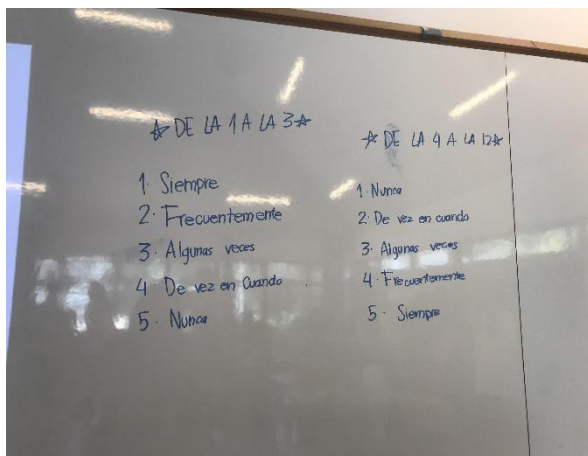 ☆ DE LA 1 A LA 3 ☆
1. Siempre
2. Frecuentemente
3. Algunas veces
4. De vez en Cuando
5. Nunca
☆ DE LA 4 A LA 12 ☆
1. Nunca
2. De vez en cuando
3. Algunas veces
4. Frecuentemente
5. Siempre